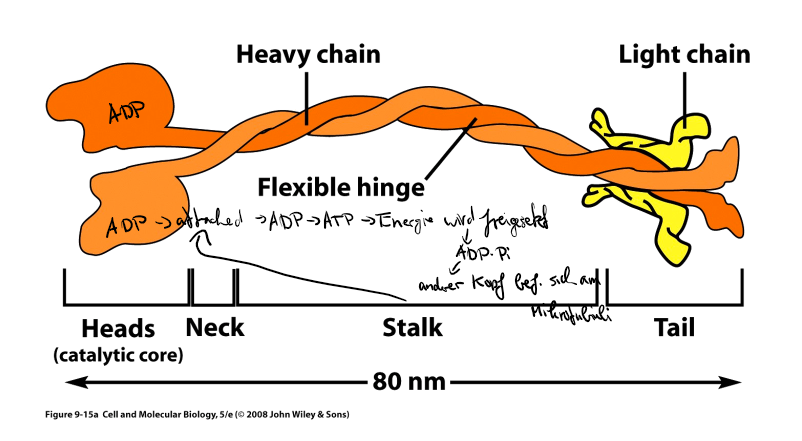 Heavy chain
Light chain
ADP
Flexible hinge
ADP → attached → ADP → ATP → Energie wird freigesetzt
ADP·Pi
anderer Kopf bef. sich am
Mikrotubuli
Heads
(catalytic core)
Neck
Stalk
Tail
80 nm
Figure 9-15a Cell and Molecular Biology, 5/e (© 2008 John Wiley & Sons)